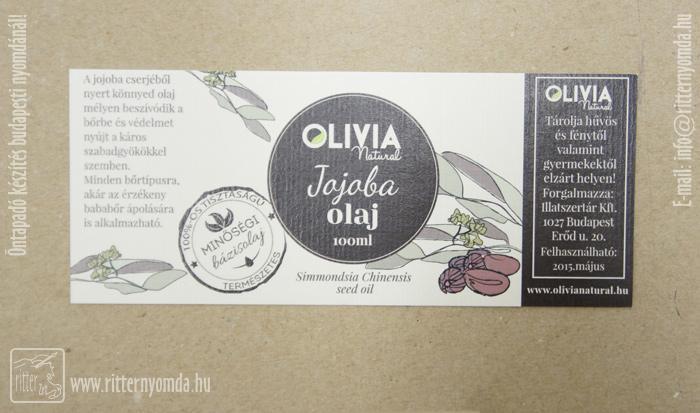 Öntapadó készítés budapesti nyomdánál!
A jojoba cserjéből
nyert könnyed olaj
mélyen beszívódik a
bőrbe és védelmet
nyújt a káros
szabadgyökökkel
szemben.
Minden bőrtípusra,
akár az érzékeny
bababőr ápolására
is alkalmazható.
100%-OS TISZTASÁGÚ
MINŐSÉGI
bázisolaj
TERMÉSZETES
OLIVIA
Natural
Jojoba
olaj
100ml
Simmondsia Chinensis
seed oil
OLIVIA
Natural
Tárolja hűvös
és fénytől
valamint
gyermekektől
elzárt helyen!
Forgalmazza:
Illatszertár Kft.
1027 Budapest
Erőd u. 20.
Felhasználható:
2015.május
www.olivianatural.hu
E-mail: info@ritternyomda.hu
ritter
www.ritternyomda.hu